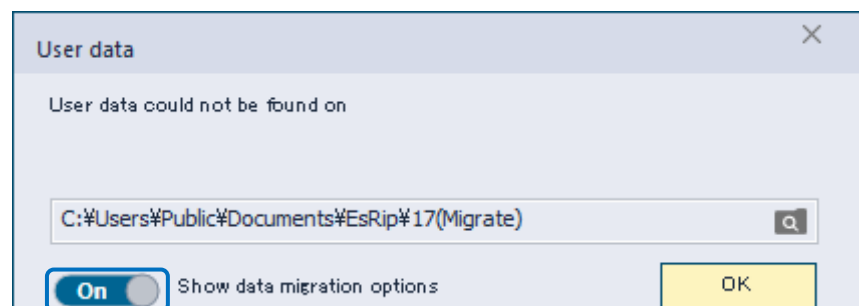 User data
User data could not be found on
C:¥Users¥Public¥Documents¥EsRip¥17(Migrate)
On Show data migration options OK